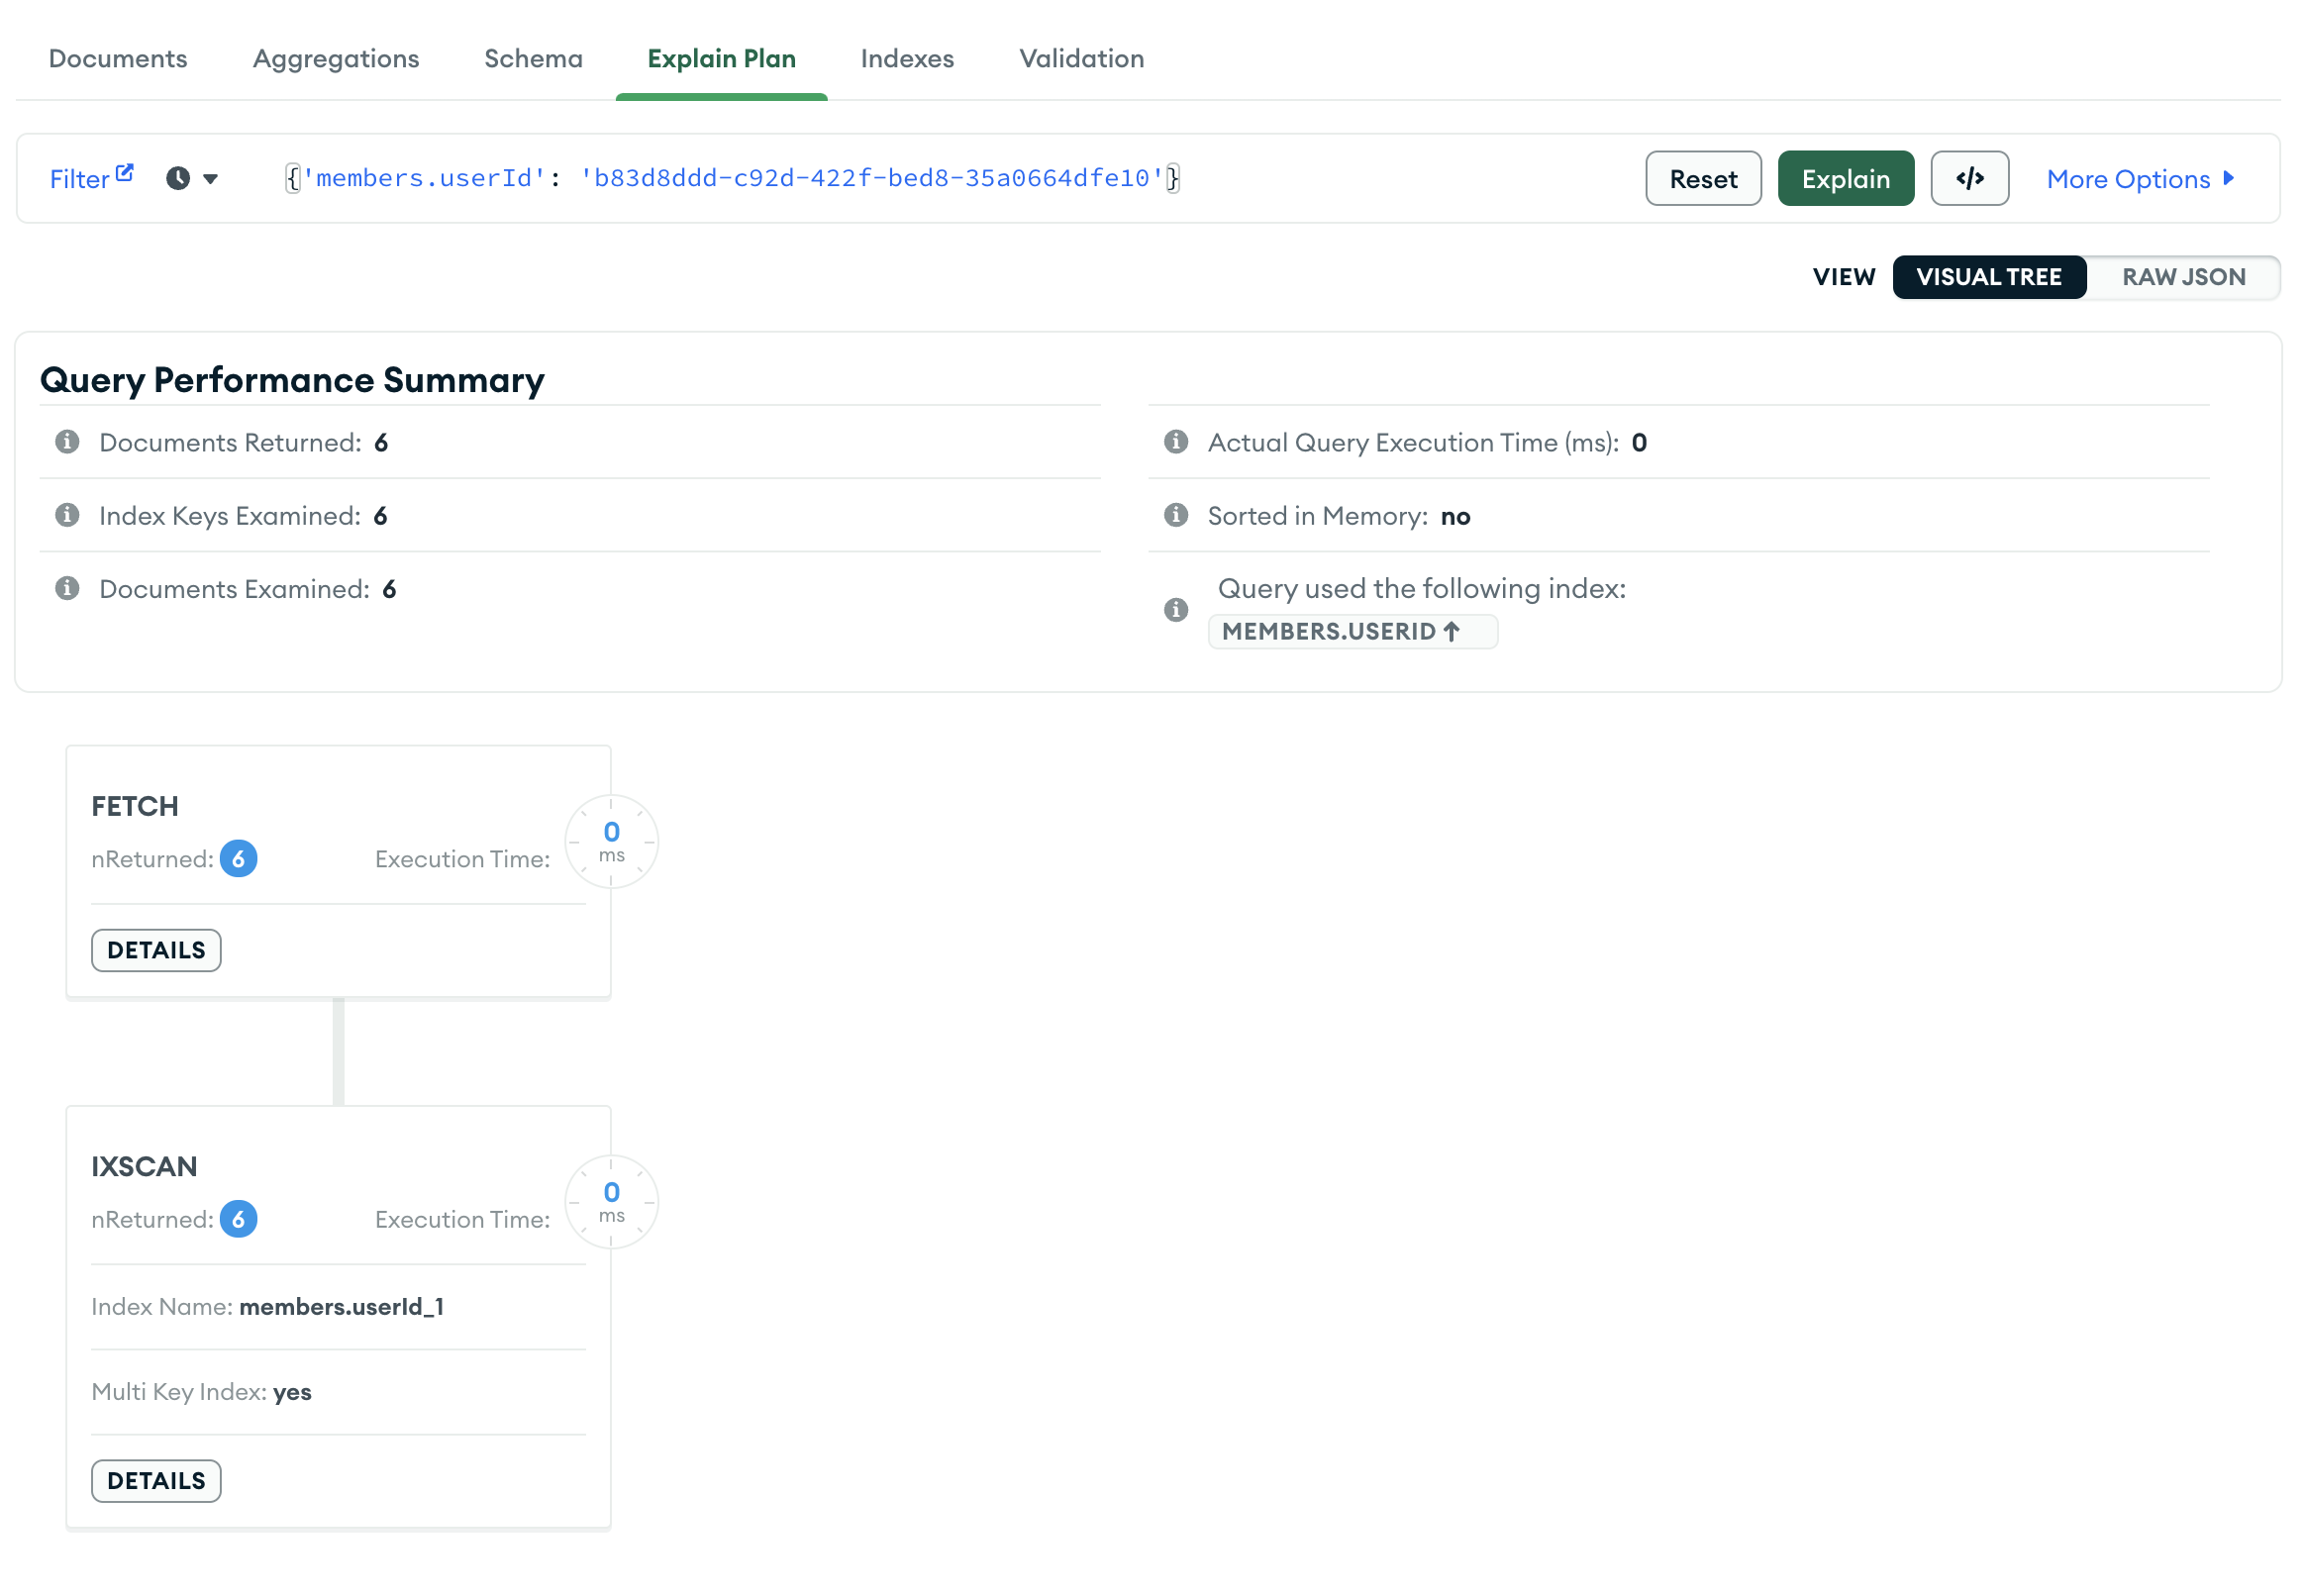 Documents Aggregations Schema Explain Plan Indexes Validation
Filter {'members.userId': 'b83d8ddd-c92d-422f-bed8-35a0664dfe10'} Reset Explain </> More Options
VIEW VISUAL TREE RAW JSON
Query Performance Summary
Documents Returned: 6
Index Keys Examined: 6
Documents Examined: 6
Actual Query Execution Time (ms): 0
Sorted in Memory: no
Query used the following index:
MEMBERS.USERID ↑
FETCH
nReturned: 6 Execution Time: 0 ms
DETAILS
IXSCAN
nReturned: 6 Execution Time: 0 ms
Index Name: members.userId_1
Multi Key Index: yes
DETAILS